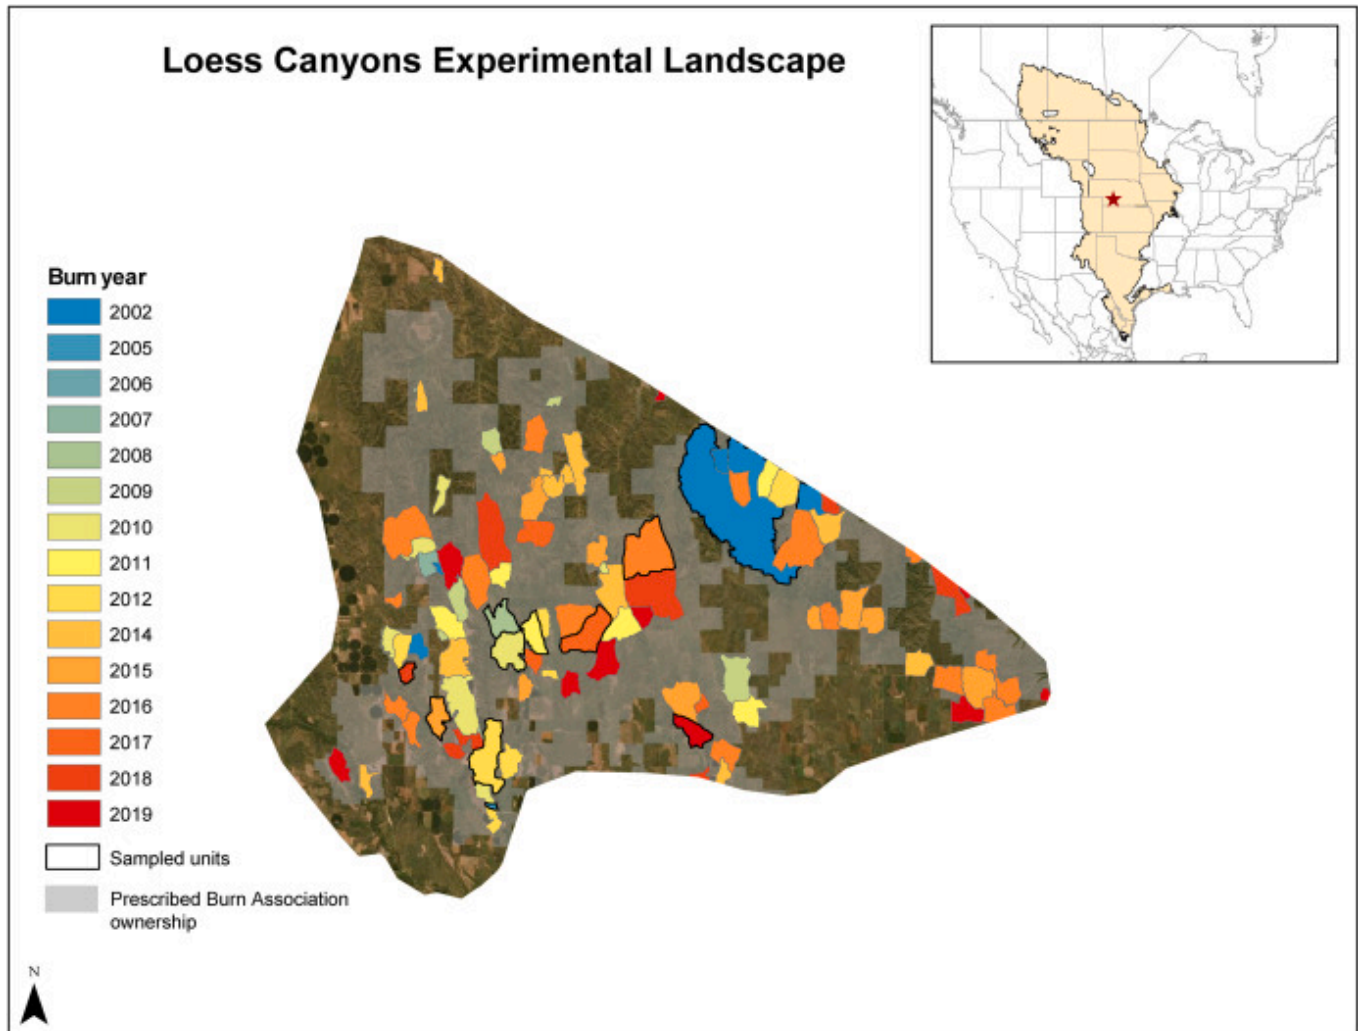 Loess Canyons Experimental Landscape
Burn year
2002
2005
2006
2007
2008
2009
2010
2011
2012
2014
2015
2016
2017
2018
2019
Sampled units
Prescribed Burn Association
ownership
N